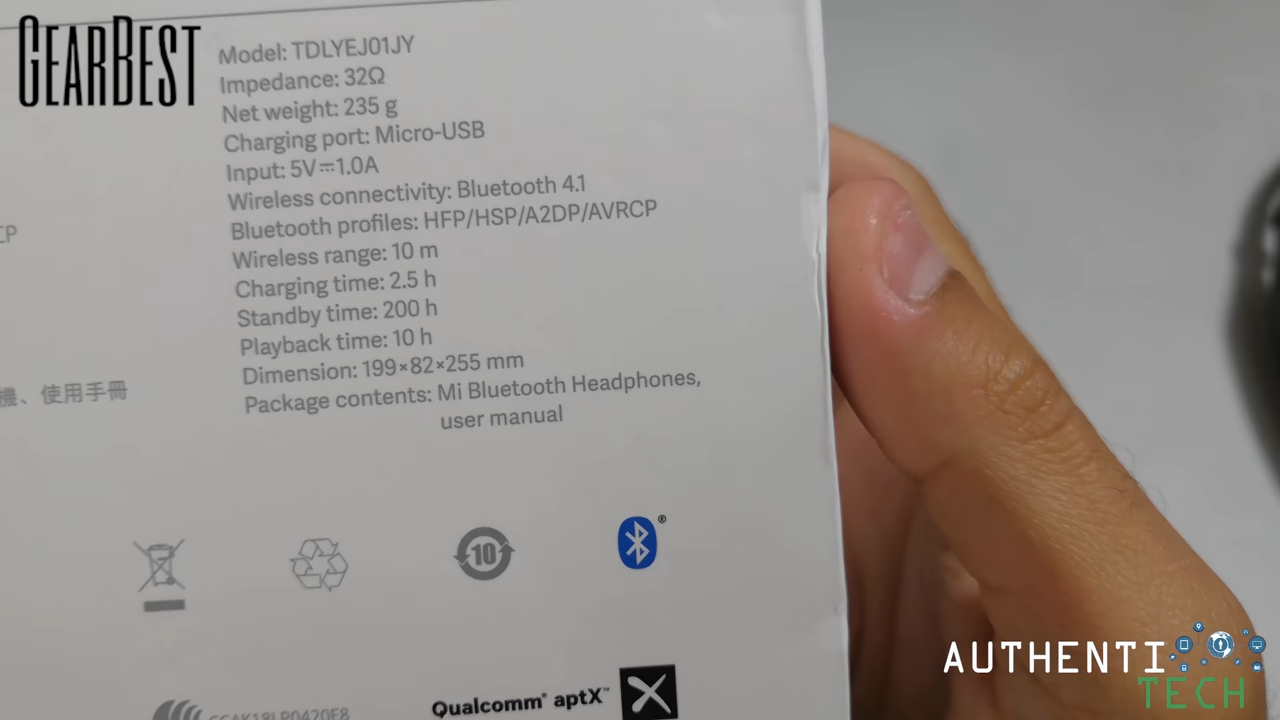 GEARBEST
Model: TDLYEJ01JY
Impedance: 32Ω
Net weight: 235 g
Charging port: Micro-USB
Input: 5V⎓1.0A
Wireless connectivity: Bluetooth 4.1
Bluetooth profiles: HFP/HSP/A2DP/AVRCP
Wireless range: 10 m
Charging time: 2.5 h
Standby time: 200 h
Playback time: 10 h
Dimension: 199×82×255 mm
Package contents: Mi Bluetooth Headphones,
user manual
CP
機、使用手冊
10
®
Qualcomm® aptX™
AUTHENTI
TECH